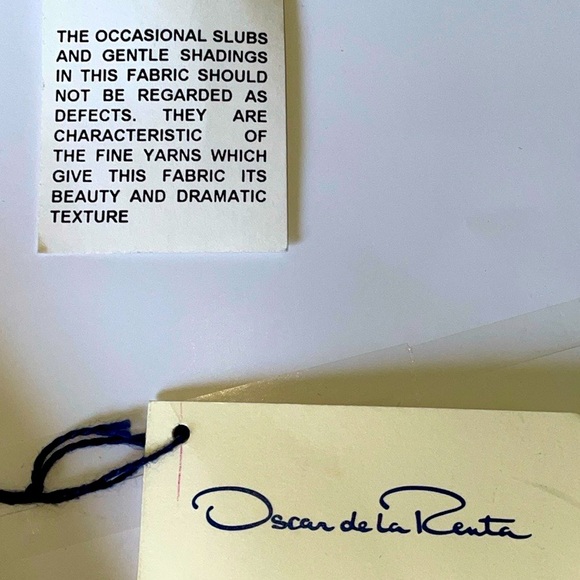 THE OCCASIONAL SLUBS
AND GENTLE SHADINGS
IN THIS FABRIC SHOULD
NOT BE REGARDED AS
DEFECTS. THEY ARE
CHARACTERISTIC OF
THE FINE YARNS WHICH
GIVE THIS FABRIC ITS
BEAUTY AND DRAMATIC
TEXTURE
Oscar de la Renta